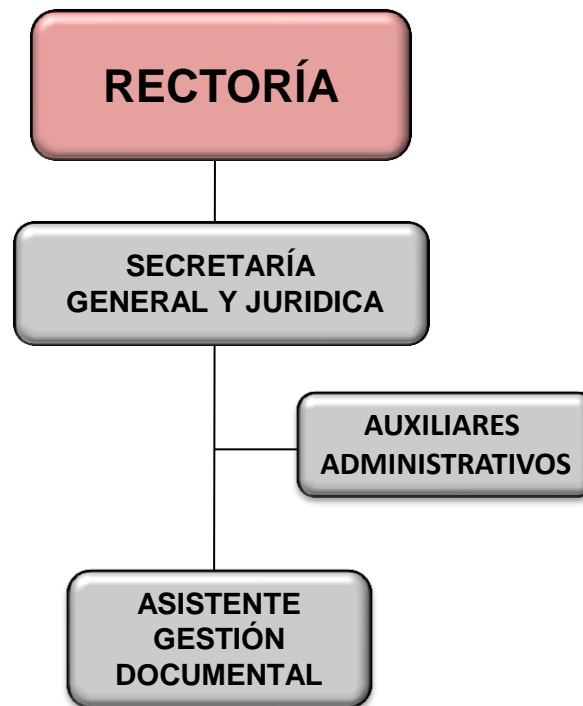 RECTORÍA
SECRETARÍA
GENERAL Y JURIDICA
AUXILIARES
ADMINISTRATIVOS
ASISTENTE
GESTIÓN
DOCUMENTAL